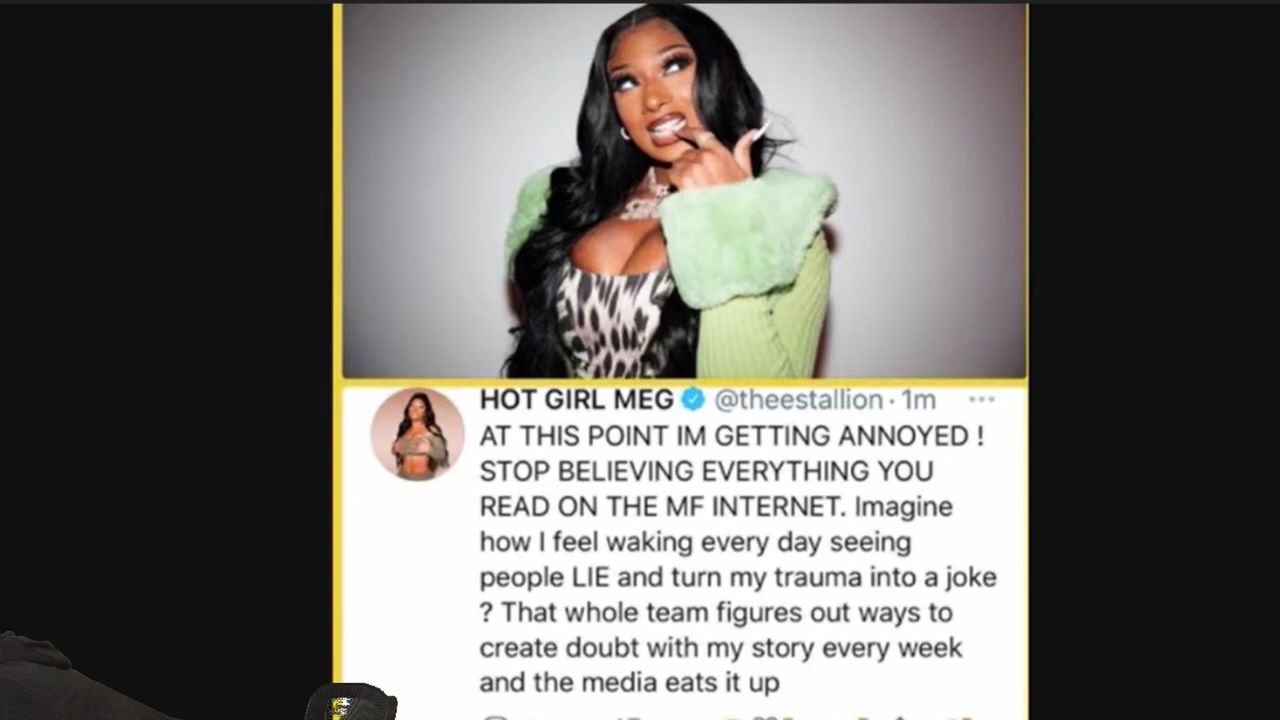 HOT GIRL MEG @theestallion · 1m
AT THIS POINT IM GETTING ANNOYED !
STOP BELIEVING EVERYTHING YOU
READ ON THE MF INTERNET. Imagine
how I feel waking every day seeing
people LIE and turn my trauma into a joke
? That whole team figures out ways to
create doubt with my story every week
and the media eats it up